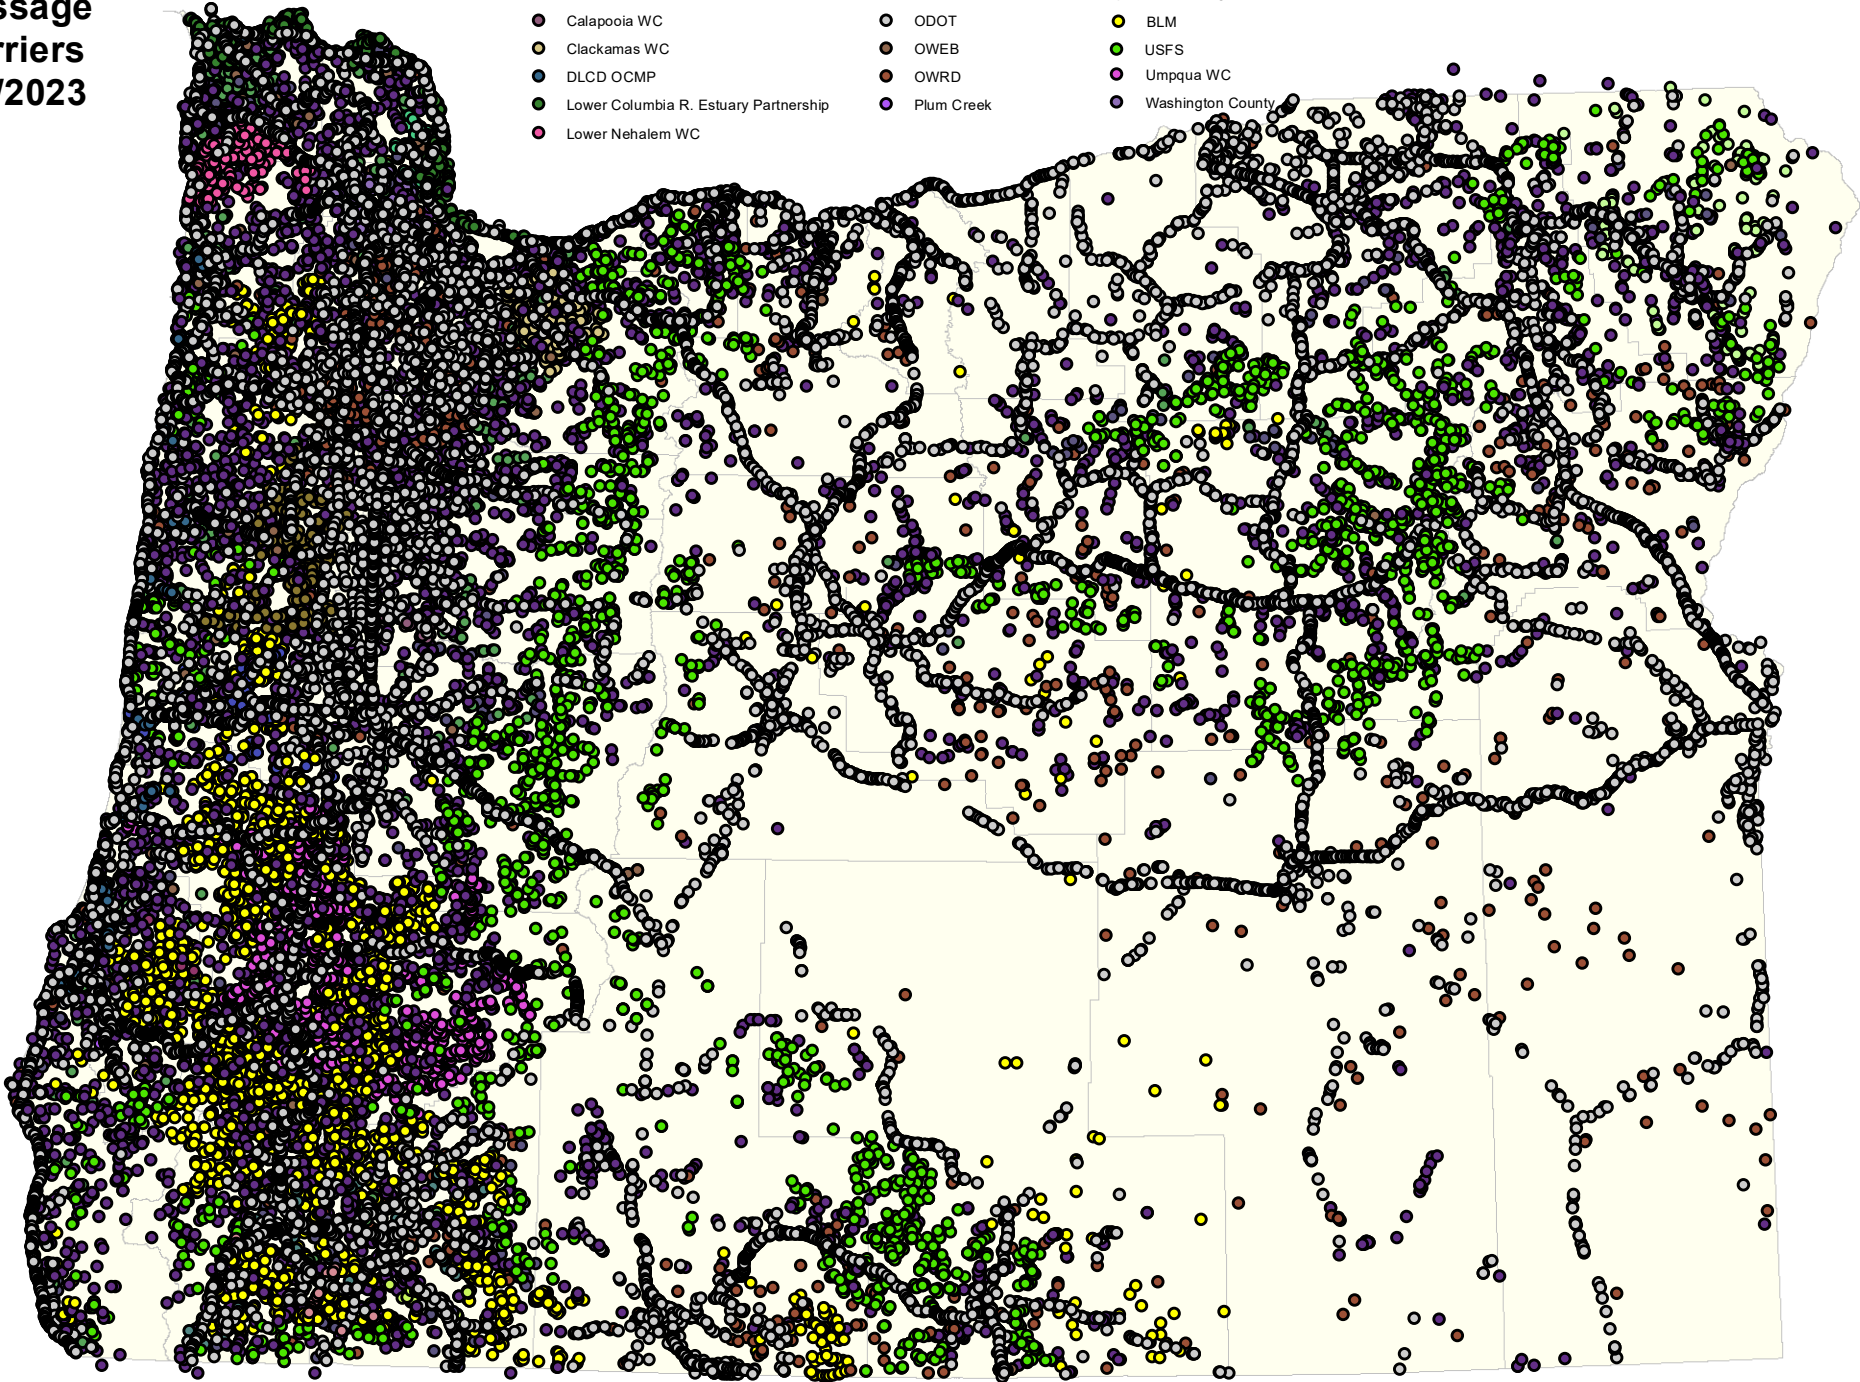 ssage
rriers
/2023
Calapooia WC
Clackamas WC
DLCD OCMP
Lower Columbia R. Estuary Partnership
Lower Nehalem WC
ODOT
OWEB
OWRD
Plum Creek
BLM
USFS
Umpqua WC
Washington County